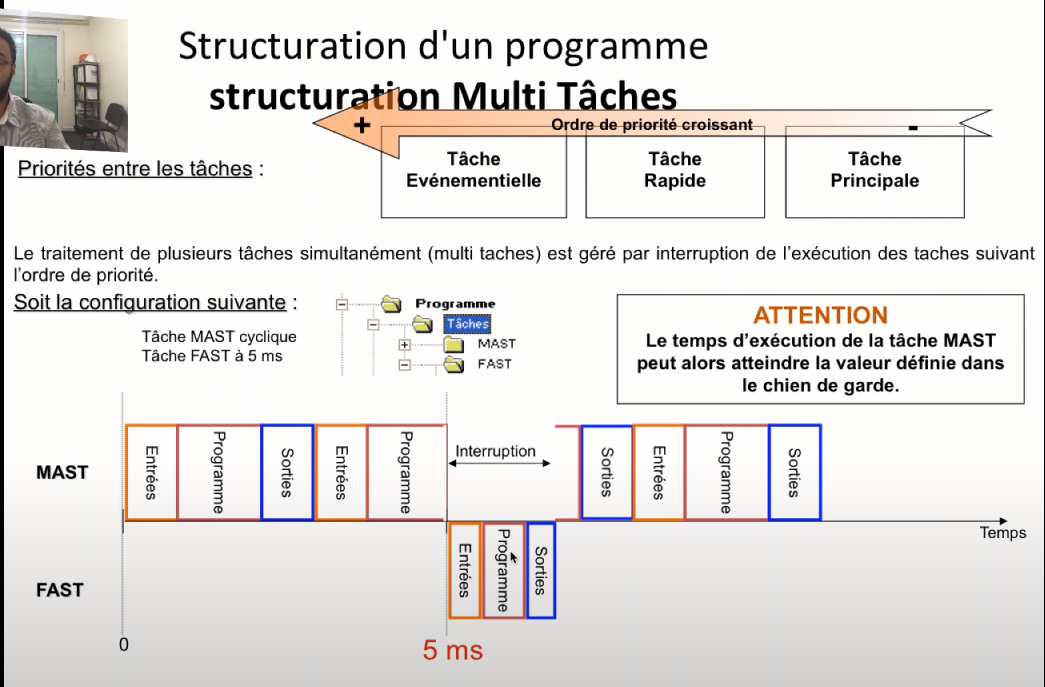 Structuration d'un programme
structuration Multi Tâches
+ Ordre de priorité croissant -
Priorités entre les tâches :
Tâche
Evénementielle
Tâche
Rapide
Tâche
Principale
Le traitement de plusieurs tâches simultanément (multi taches) est géré par interruption de l'exécution des taches suivant
l'ordre de priorité.
Soit la configuration suivante :
Tâche MAST cyclique
Tâche FAST à 5 ms
Programme
Tâches
MAST
FAST
ATTENTION
Le temps d'exécution de la tâche MAST
peut alors atteindre la valeur définie dans
le chien de garde.
MAST
Entrées
Programme
Sorties
Entrées
Programme
Interruption
Sorties
Entrées
Programme
Sorties
Temps
FAST
Entrées
Programme
Sorties
0
5 ms